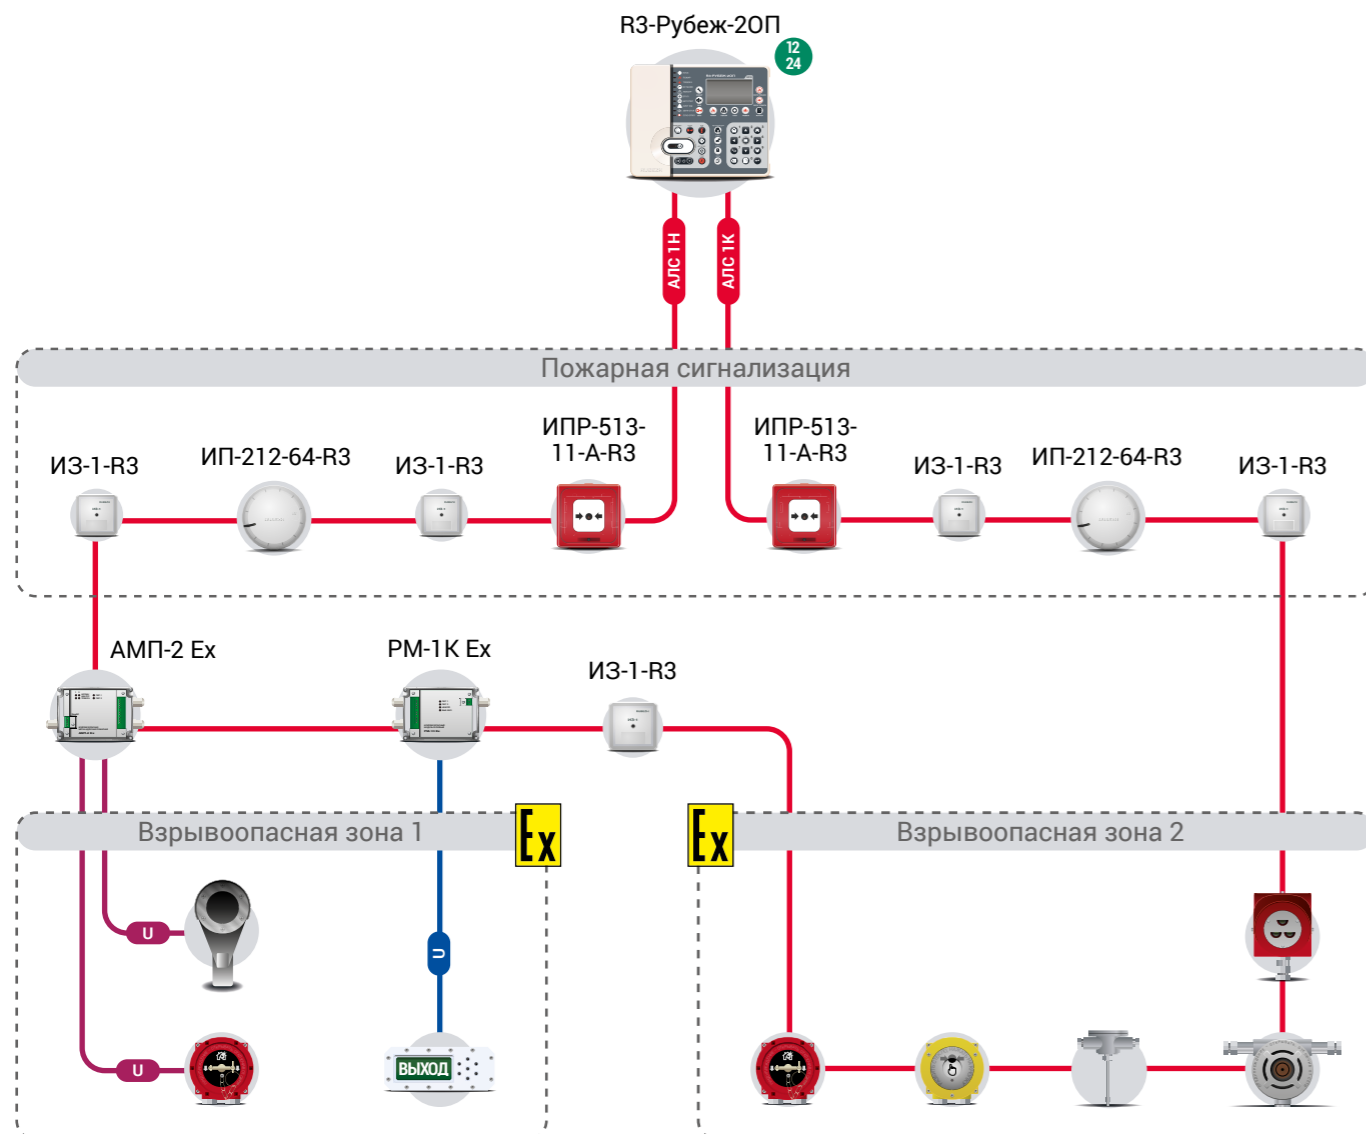 R3-Рубеж-2ОП
12
24
АЛС 1Н
АЛС 1К
Пожарная сигнализация
ИЗ-1-R3
ИП-212-64-R3
ИЗ-1-R3
ИПР-513-
11-А-R3
ИПР-513-
11-А-R3
ИЗ-1-R3
ИП-212-64-R3
ИЗ-1-R3
АМП-2 Ex
РМ-1К Ex
ИЗ-1-R3
Взрывоопасная зона 1
Ex
Ex
Взрывоопасная зона 2
U
U
U
ВЫХОД